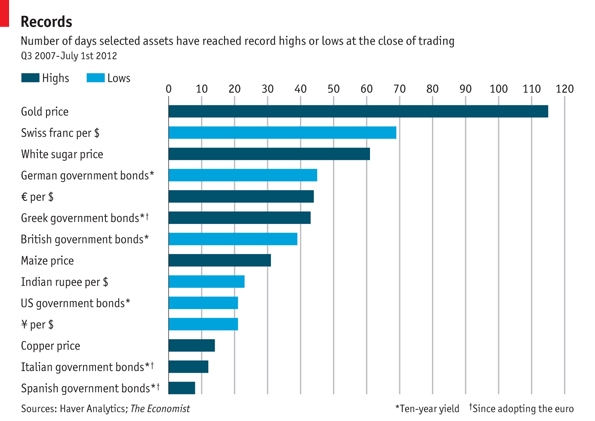 Records
Number of days selected assets have reached record highs or lows at the close of trading
Q3 2007-July 1st 2012
Highs Lows
0 10 20 30 40 50 60 70 80 90 100 110 120
Gold price
Swiss franc per $
White sugar price
German government bonds*
€ per $
Greek government bonds*†
British government bonds*
Maize price
Indian rupee per $
US government bonds*
¥ per $
Copper price
Italian government bonds*†
Spanish government bonds*†
Sources: Haver Analytics; The Economist *Ten-year yield †Since adopting the euro